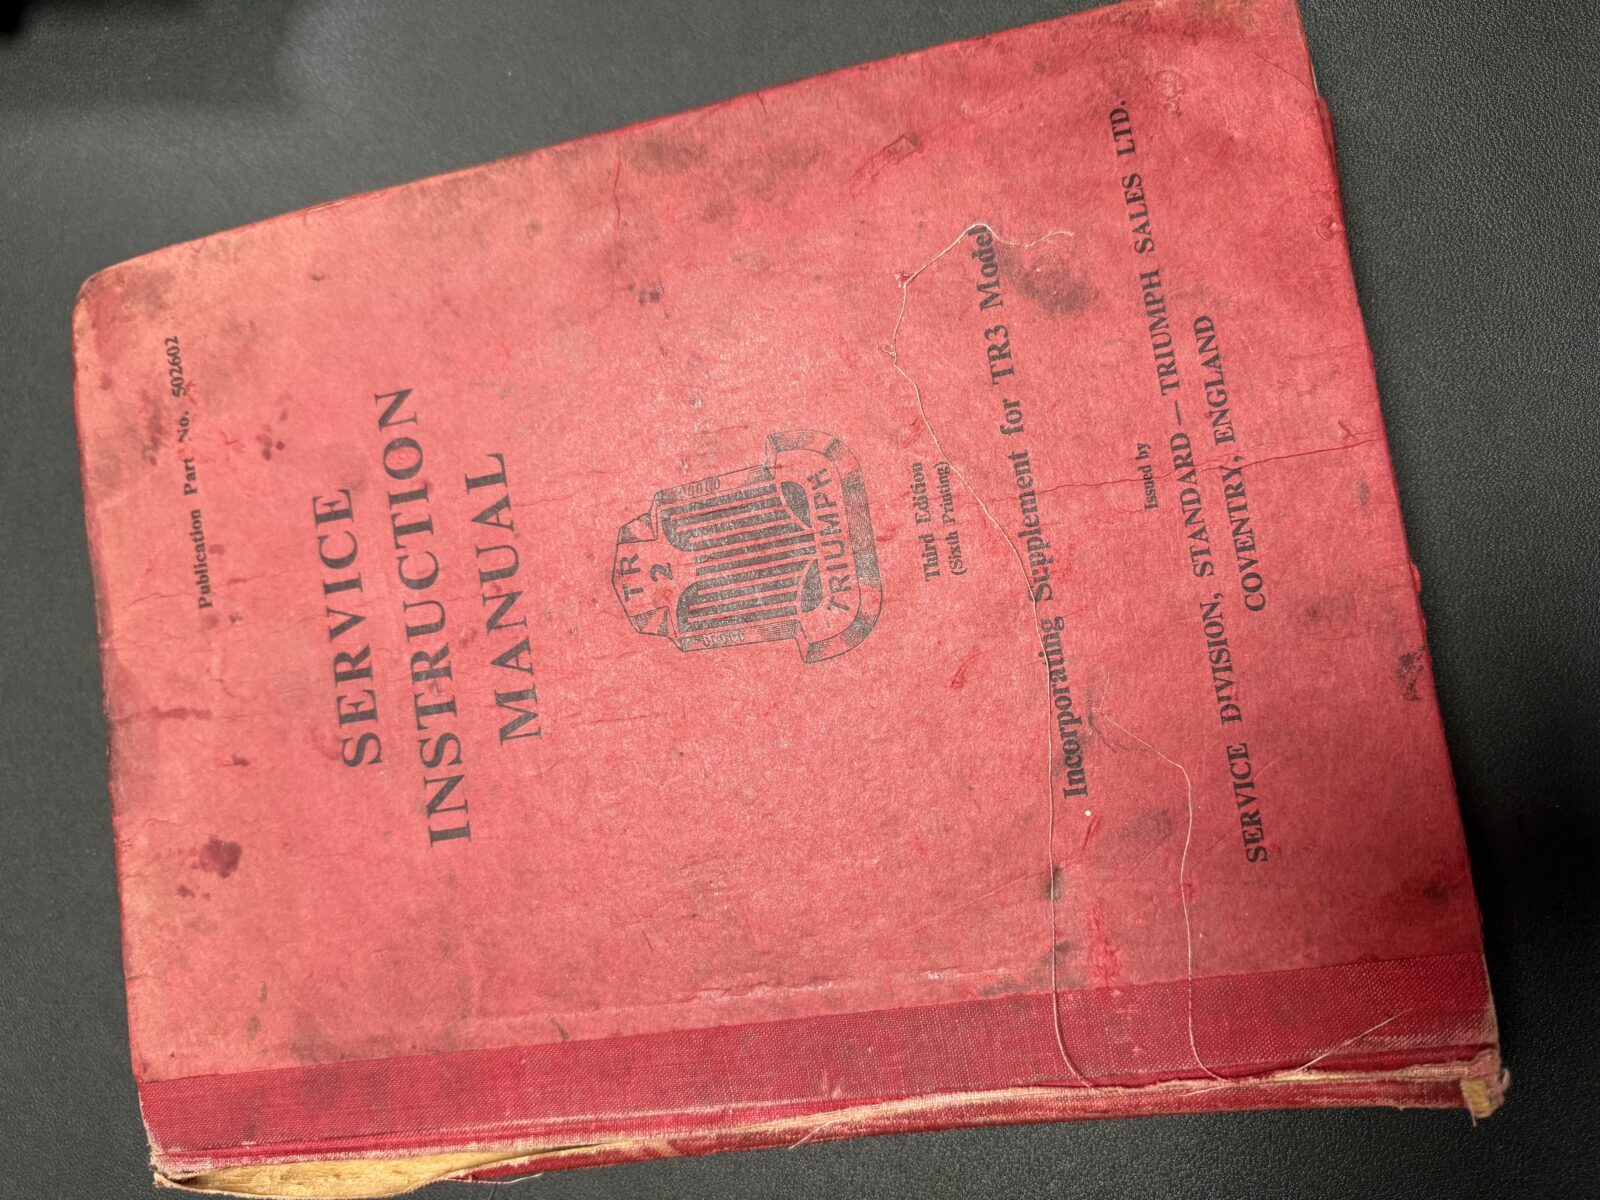 Publication Part No. 502602
SERVICE
INSTRUCTION
MANUAL
TR
2
TRIUMPH
Third Edition
(Sixth Printing)
Incorporating Supplement for TR3 Model
Issued by
SERVICE DIVISION, STANDARD—TRIUMPH SALES LTD.
COVENTRY, ENGLAND